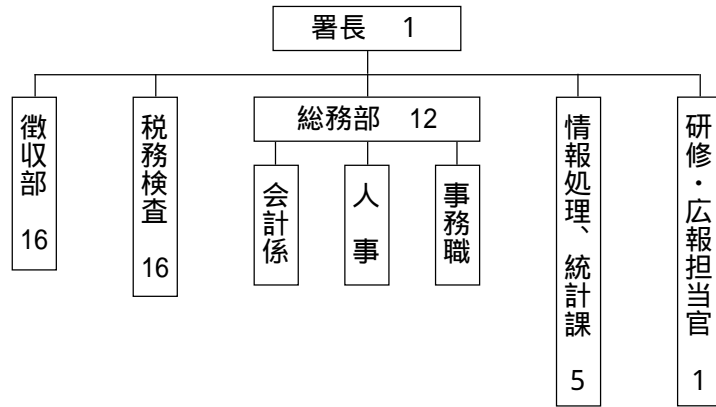 署長 1
徴収部 16
税務検査 16
総務部 12
会計係
人事
事務職
情報処理、統計課 5
研修・広報担当官 1